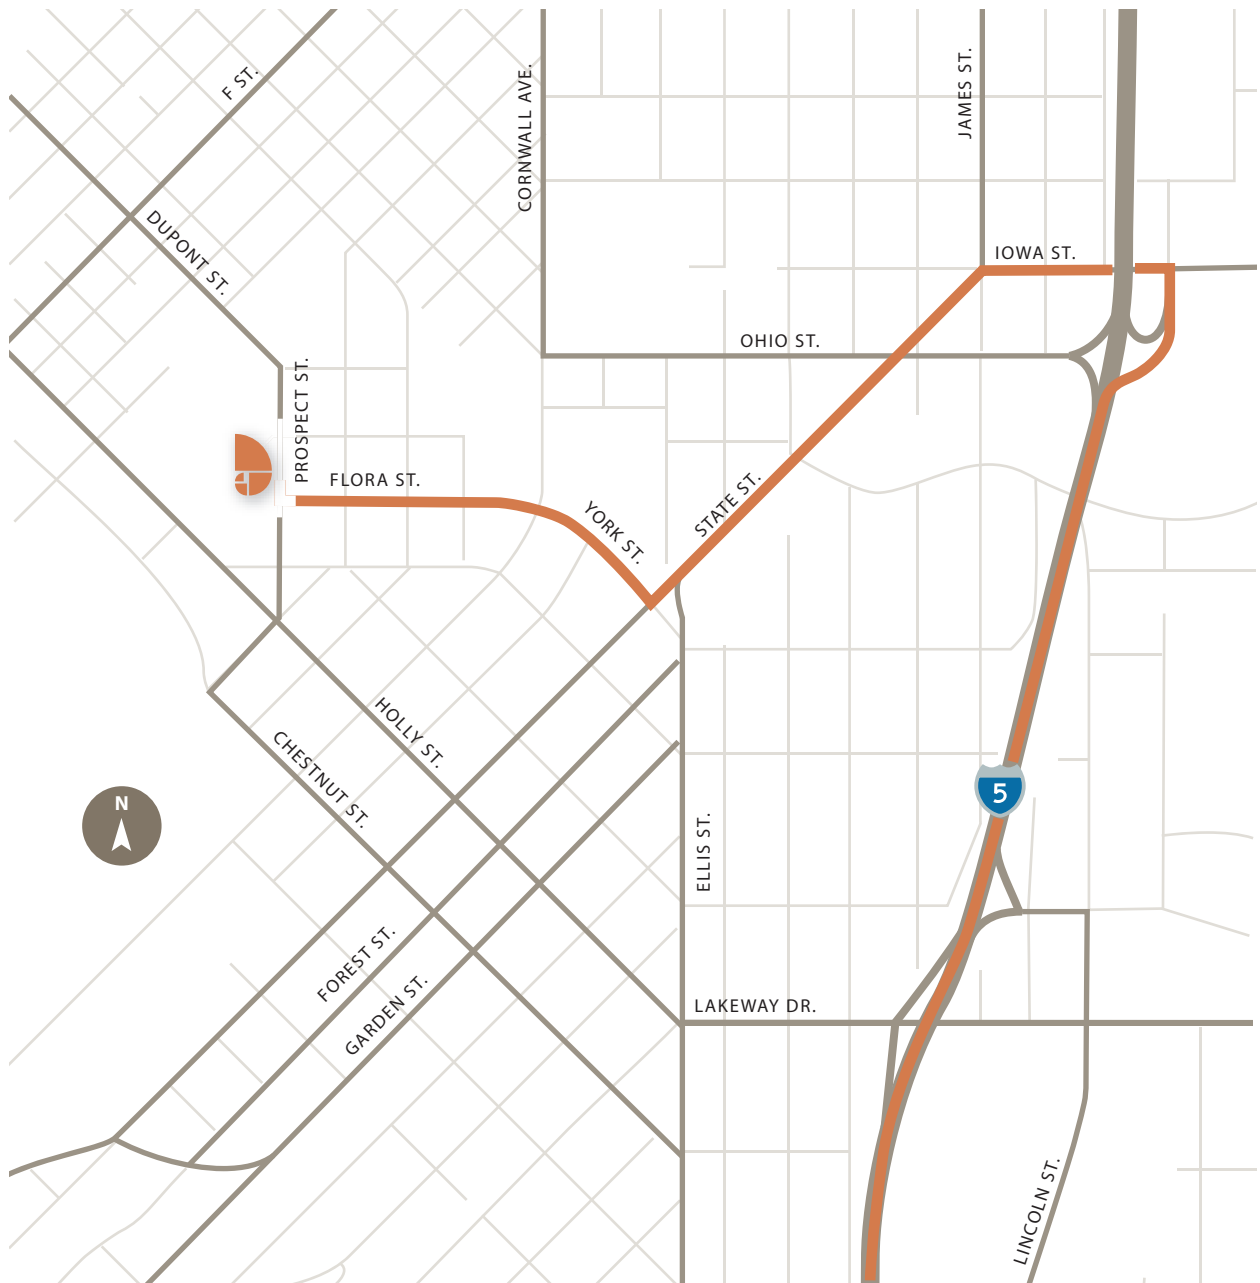 F ST.
CORNWALL AVE.
JAMES ST.
DUPONT ST.
IOWA ST.
OHIO ST.
PROSPECT ST.
FLORA ST.
YORK ST.
STATE ST.
HOLLY ST.
CHESTNUT ST.
N
5
ELLIS ST.
FOREST ST.
GARDEN ST.
LAKEWAY DR.
LINCOLN ST.